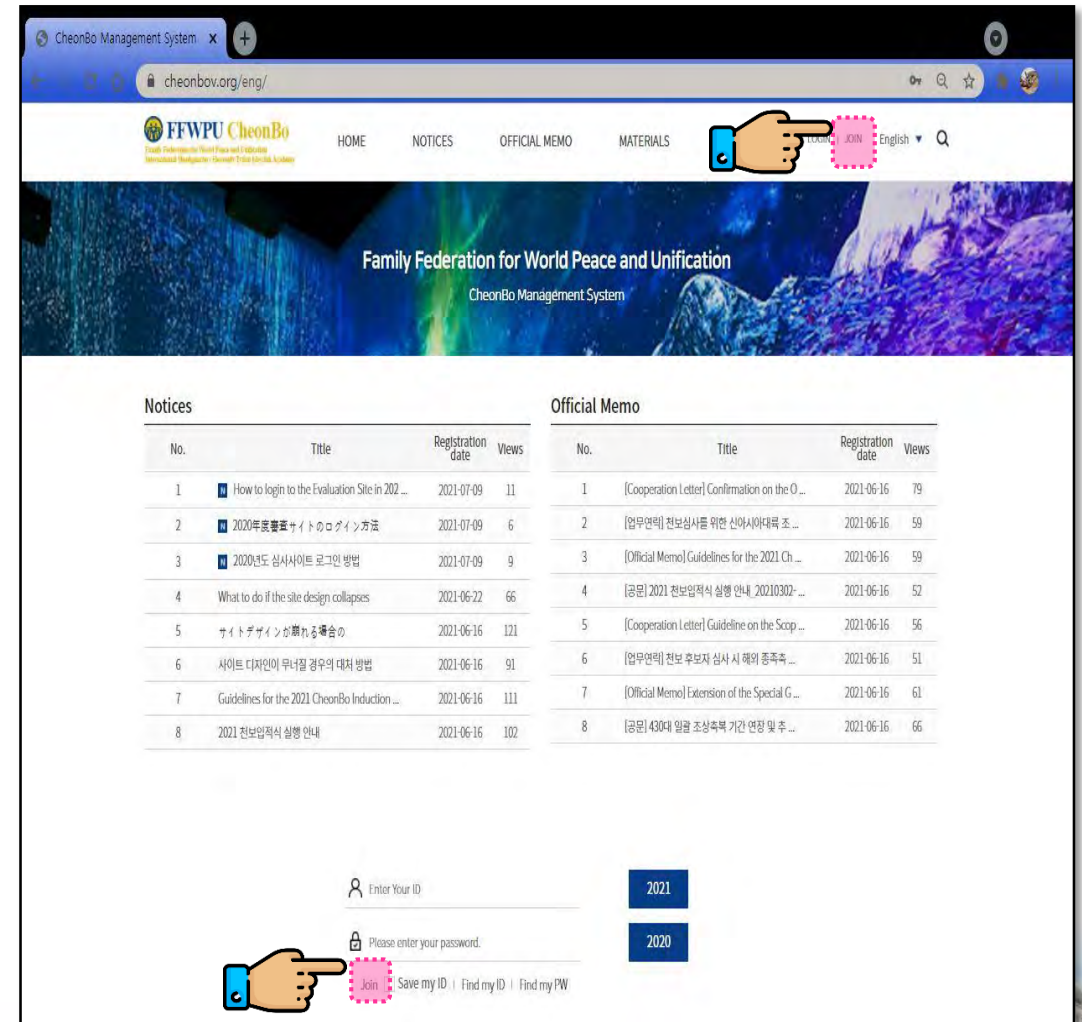 CheonBo Management System
cheonbov.org/eng/
FFWPU CheonBo
HOME NOTICES OFFICIAL MEMO MATERIALS LOGIN JOIN English
Family Federation for World Peace and Unification
CheonBo Management System
Notices
No. Title Registration date Views
1 N How to login to the Evaluation Site in 202 ... 2021-07-09 11
2 N 2020年度審査サイトのログイン方法 2021-07-09 6
3 N 2020년도 심사사이트 로그인 방법 2021-07-09 9
4 What to do if the site design collapses 2021-06-22 66
5 サイトデザインが崩れる場合の 2021-06-16 121
6 사이트 디자인이 무너질 경우의 대처 방법 2021-06-16 91
7 Guidelines for the 2021 CheonBo Induction ... 2021-06-16 111
8 2021 천보입적식 실행 안내 2021-06-16 102
Official Memo
No. Title Registration date Views
1 [Cooperation Letter] Confirmation on the O ... 2021-06-16 79
2 [업무연락] 천보심사를 위한 신아시아대륙 조 ... 2021-06-16 59
3 [Official Memo] Guidelines for the 2021 Ch ... 2021-06-16 59
4 [공문] 2021 천보입적식 실행 안내_20210302- ... 2021-06-16 52
5 [Cooperation Letter] Guideline on the Scop ... 2021-06-16 56
6 [업무연락] 천보 후보자 심사 시 해외 종족축 ... 2021-06-16 51
7 [Official Memo] Extension of the Special G ... 2021-06-16 61
8 [공문] 430대 일괄 조상축복 기간 연장 및 추 ... 2021-06-16 66
Enter Your ID
Please enter your password.
Join Save my ID Find my ID Find my PW
2021
2020